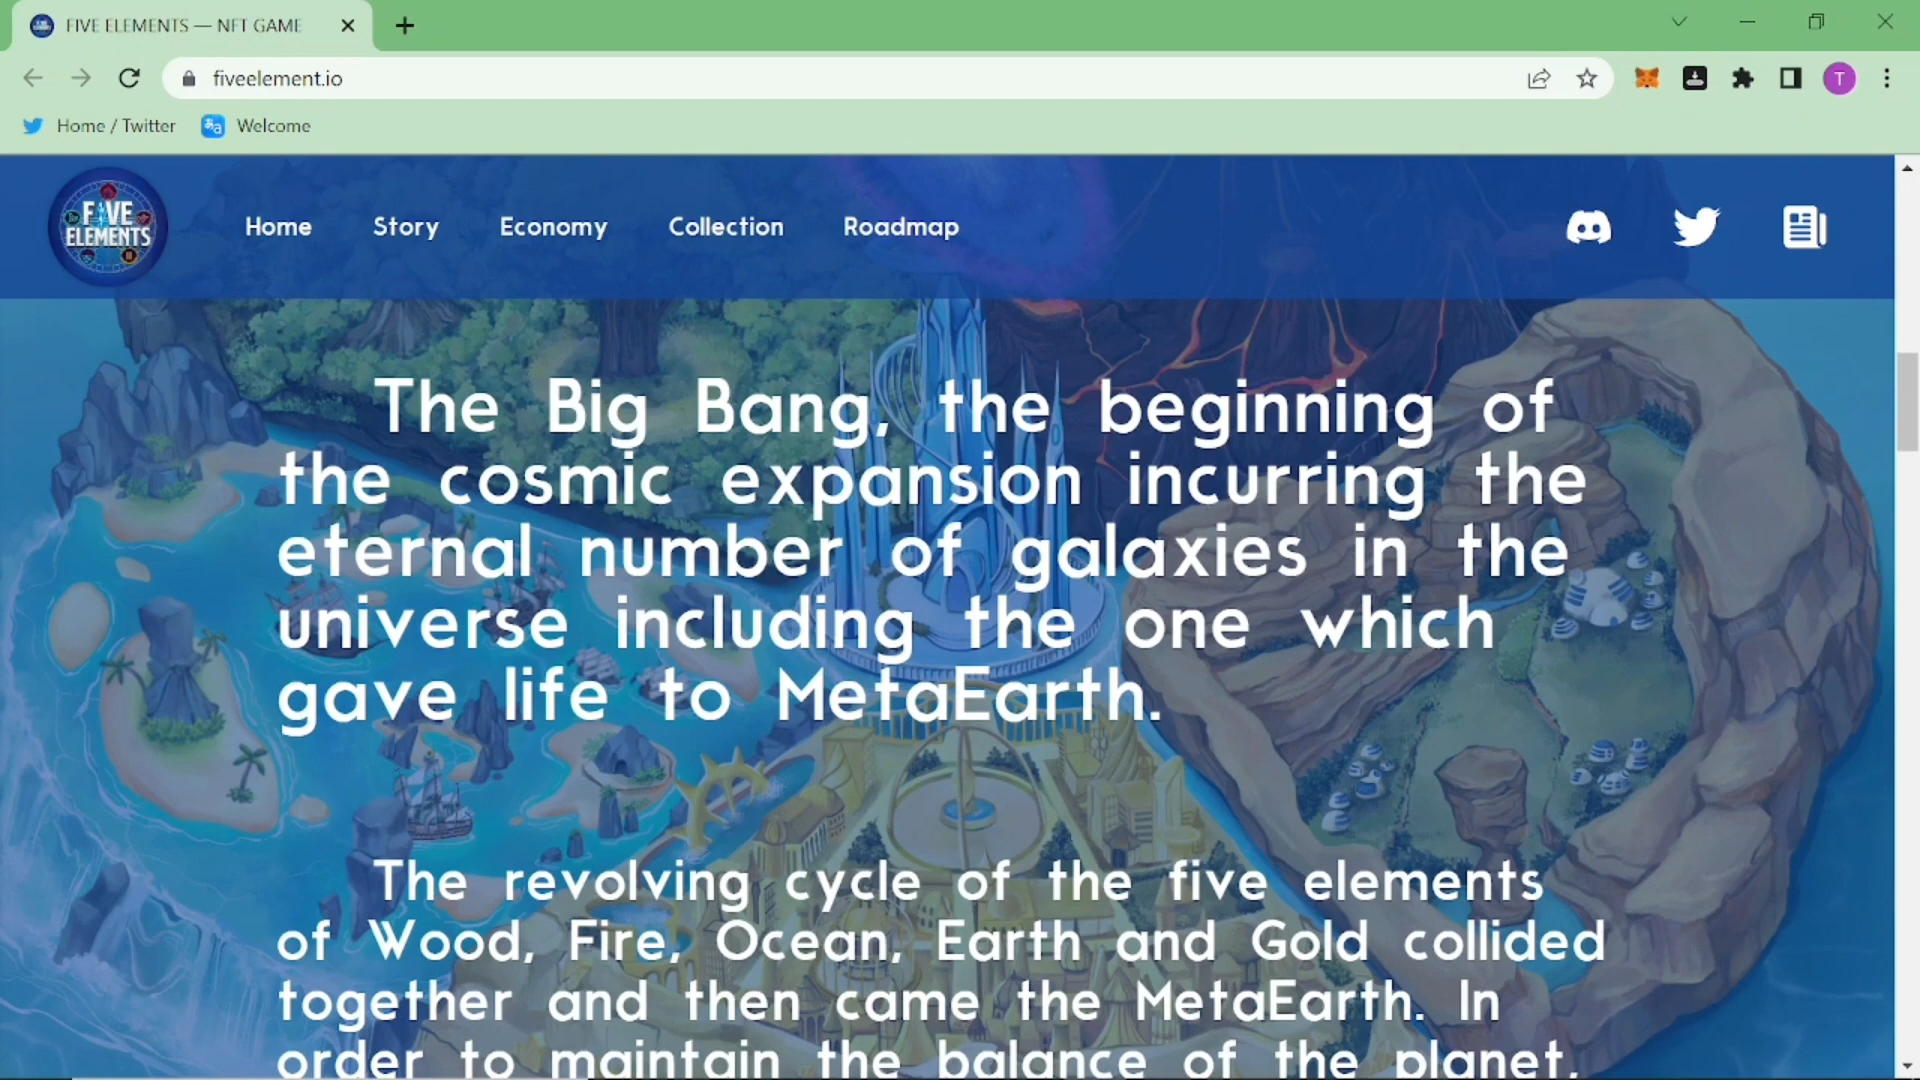 FIVE ELEMENTS — NFT GAME
fiveelement.io
T
Home / Twitter
Welcome
FIVE
ELEMENTS
Home Story Economy Collection Roadmap
The Big Bang, the beginning of
the cosmic expansion incurring the
eternal number of galaxies in the
universe including the one which
gave life to MetaEarth.
The revolving cycle of the five elements
of Wood, Fire, Ocean, Earth and Gold collided
together and then came the MetaEarth. In
order to maintain the balance of the planet,